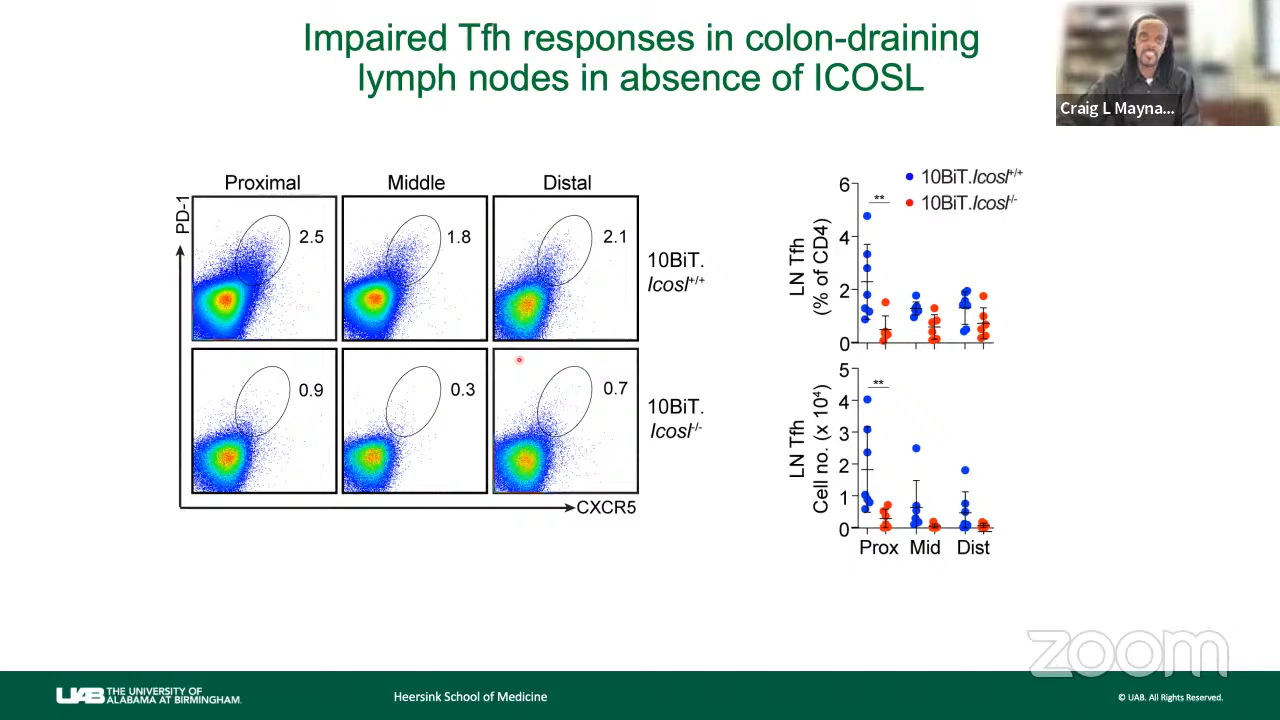 Impaired Tfh responses in colon-draining
lymph nodes in absence of ICOSL
Craig L Mayna...
Proximal
Middle
Distal
PD-1
2.5
1.8
2.1
10BiT.
Icosl+/+
0.9
0.3
0.7
10BiT.
Icosl-/-
CXCR5
10BiT.Icosl+/+
10BiT.Icosl-/-
LN Tfh
(% of CD4)
6
4
2
0
**
LN Tfh
Cell no. (x 10⁴)
5
4
3
2
1
0
**
Prox Mid Dist
zoom
UAB THE UNIVERSITY OF
ALABAMA AT BIRMINGHAM.
Heersink School of Medicine
© UAB. All Rights Reserved.